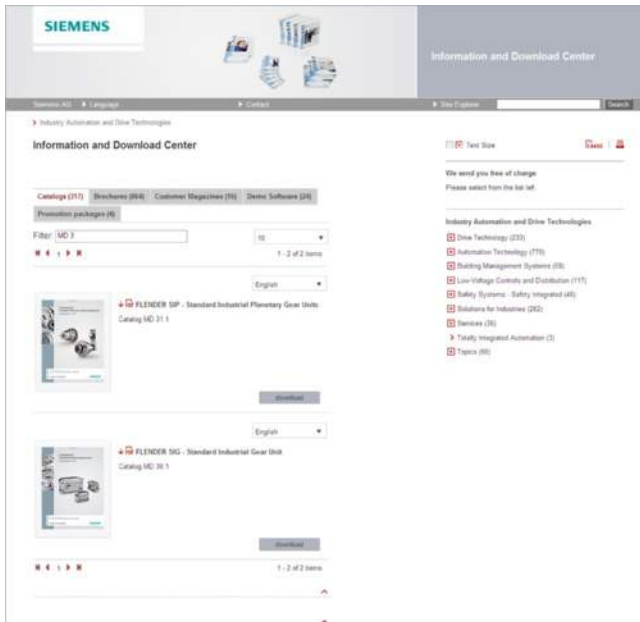 SIEMENS
Information and Download Center
Siemens AG Language Contact Site Explorer Search
Industry Automation and Drive Technologies
Information and Download Center
Text Size
We send you free of charge
Please select from the list left.
Catalogs (317) Brochures (864) Customer Magazines (16) Demo Software (24)
Promotion packages (4)
Filter: MD 3 10
1 1 - 2 of 2 items
Industry Automation and Drive Technologies
Drive Technology (233)
Automation Technology (770)
Building Management Systems (59)
Low-Voltage Controls and Distribution (117)
Safety Systems - Safety Integrated (46)
Solutions for Industries (262)
Services (36)
Totally Integrated Automation (3)
Topics (66)
English
FLENDER SIP - Standard Industrial Planetary Gear Units
Catalog MD 31.1
download
English
FLENDER SIG - Standard Industrial Gear Unit
Catalog MD 30.1
download
1 1 - 2 of 2 items